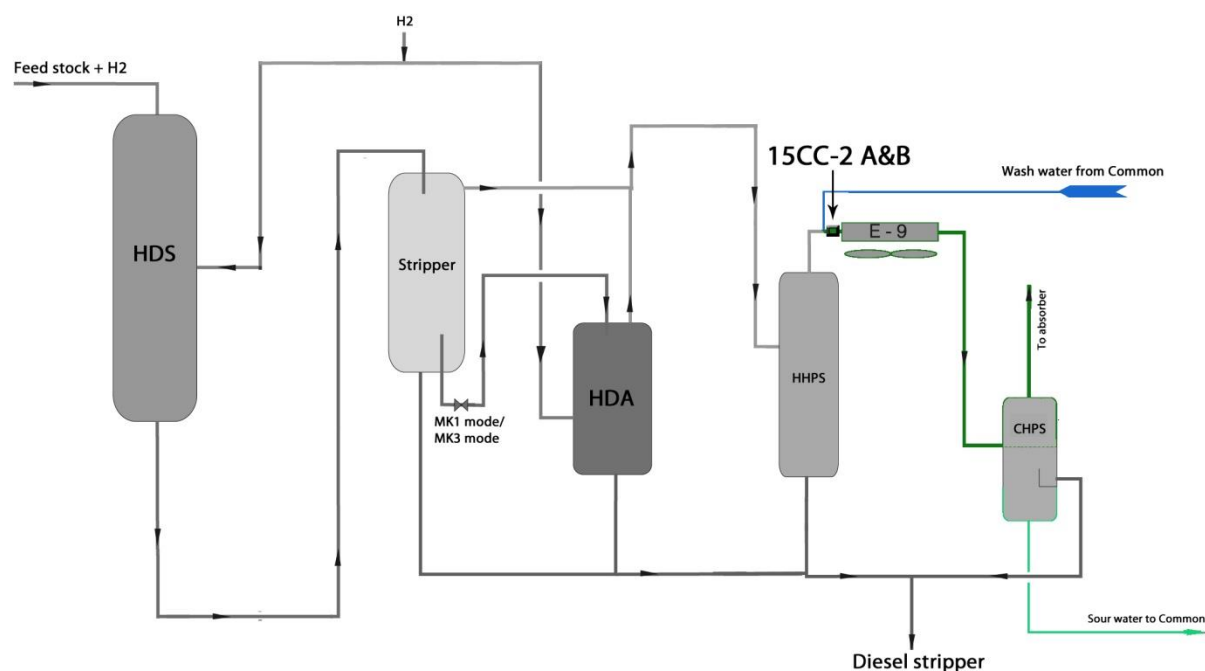 H2
Feed stock + H2
15CC-2 A&B
Wash water from Common
E - 9
HDS
Stripper
To absorber
HHPS
HDA
CHPS
MK1 mode/
MK3 mode
Sour water to Common
Diesel stripper